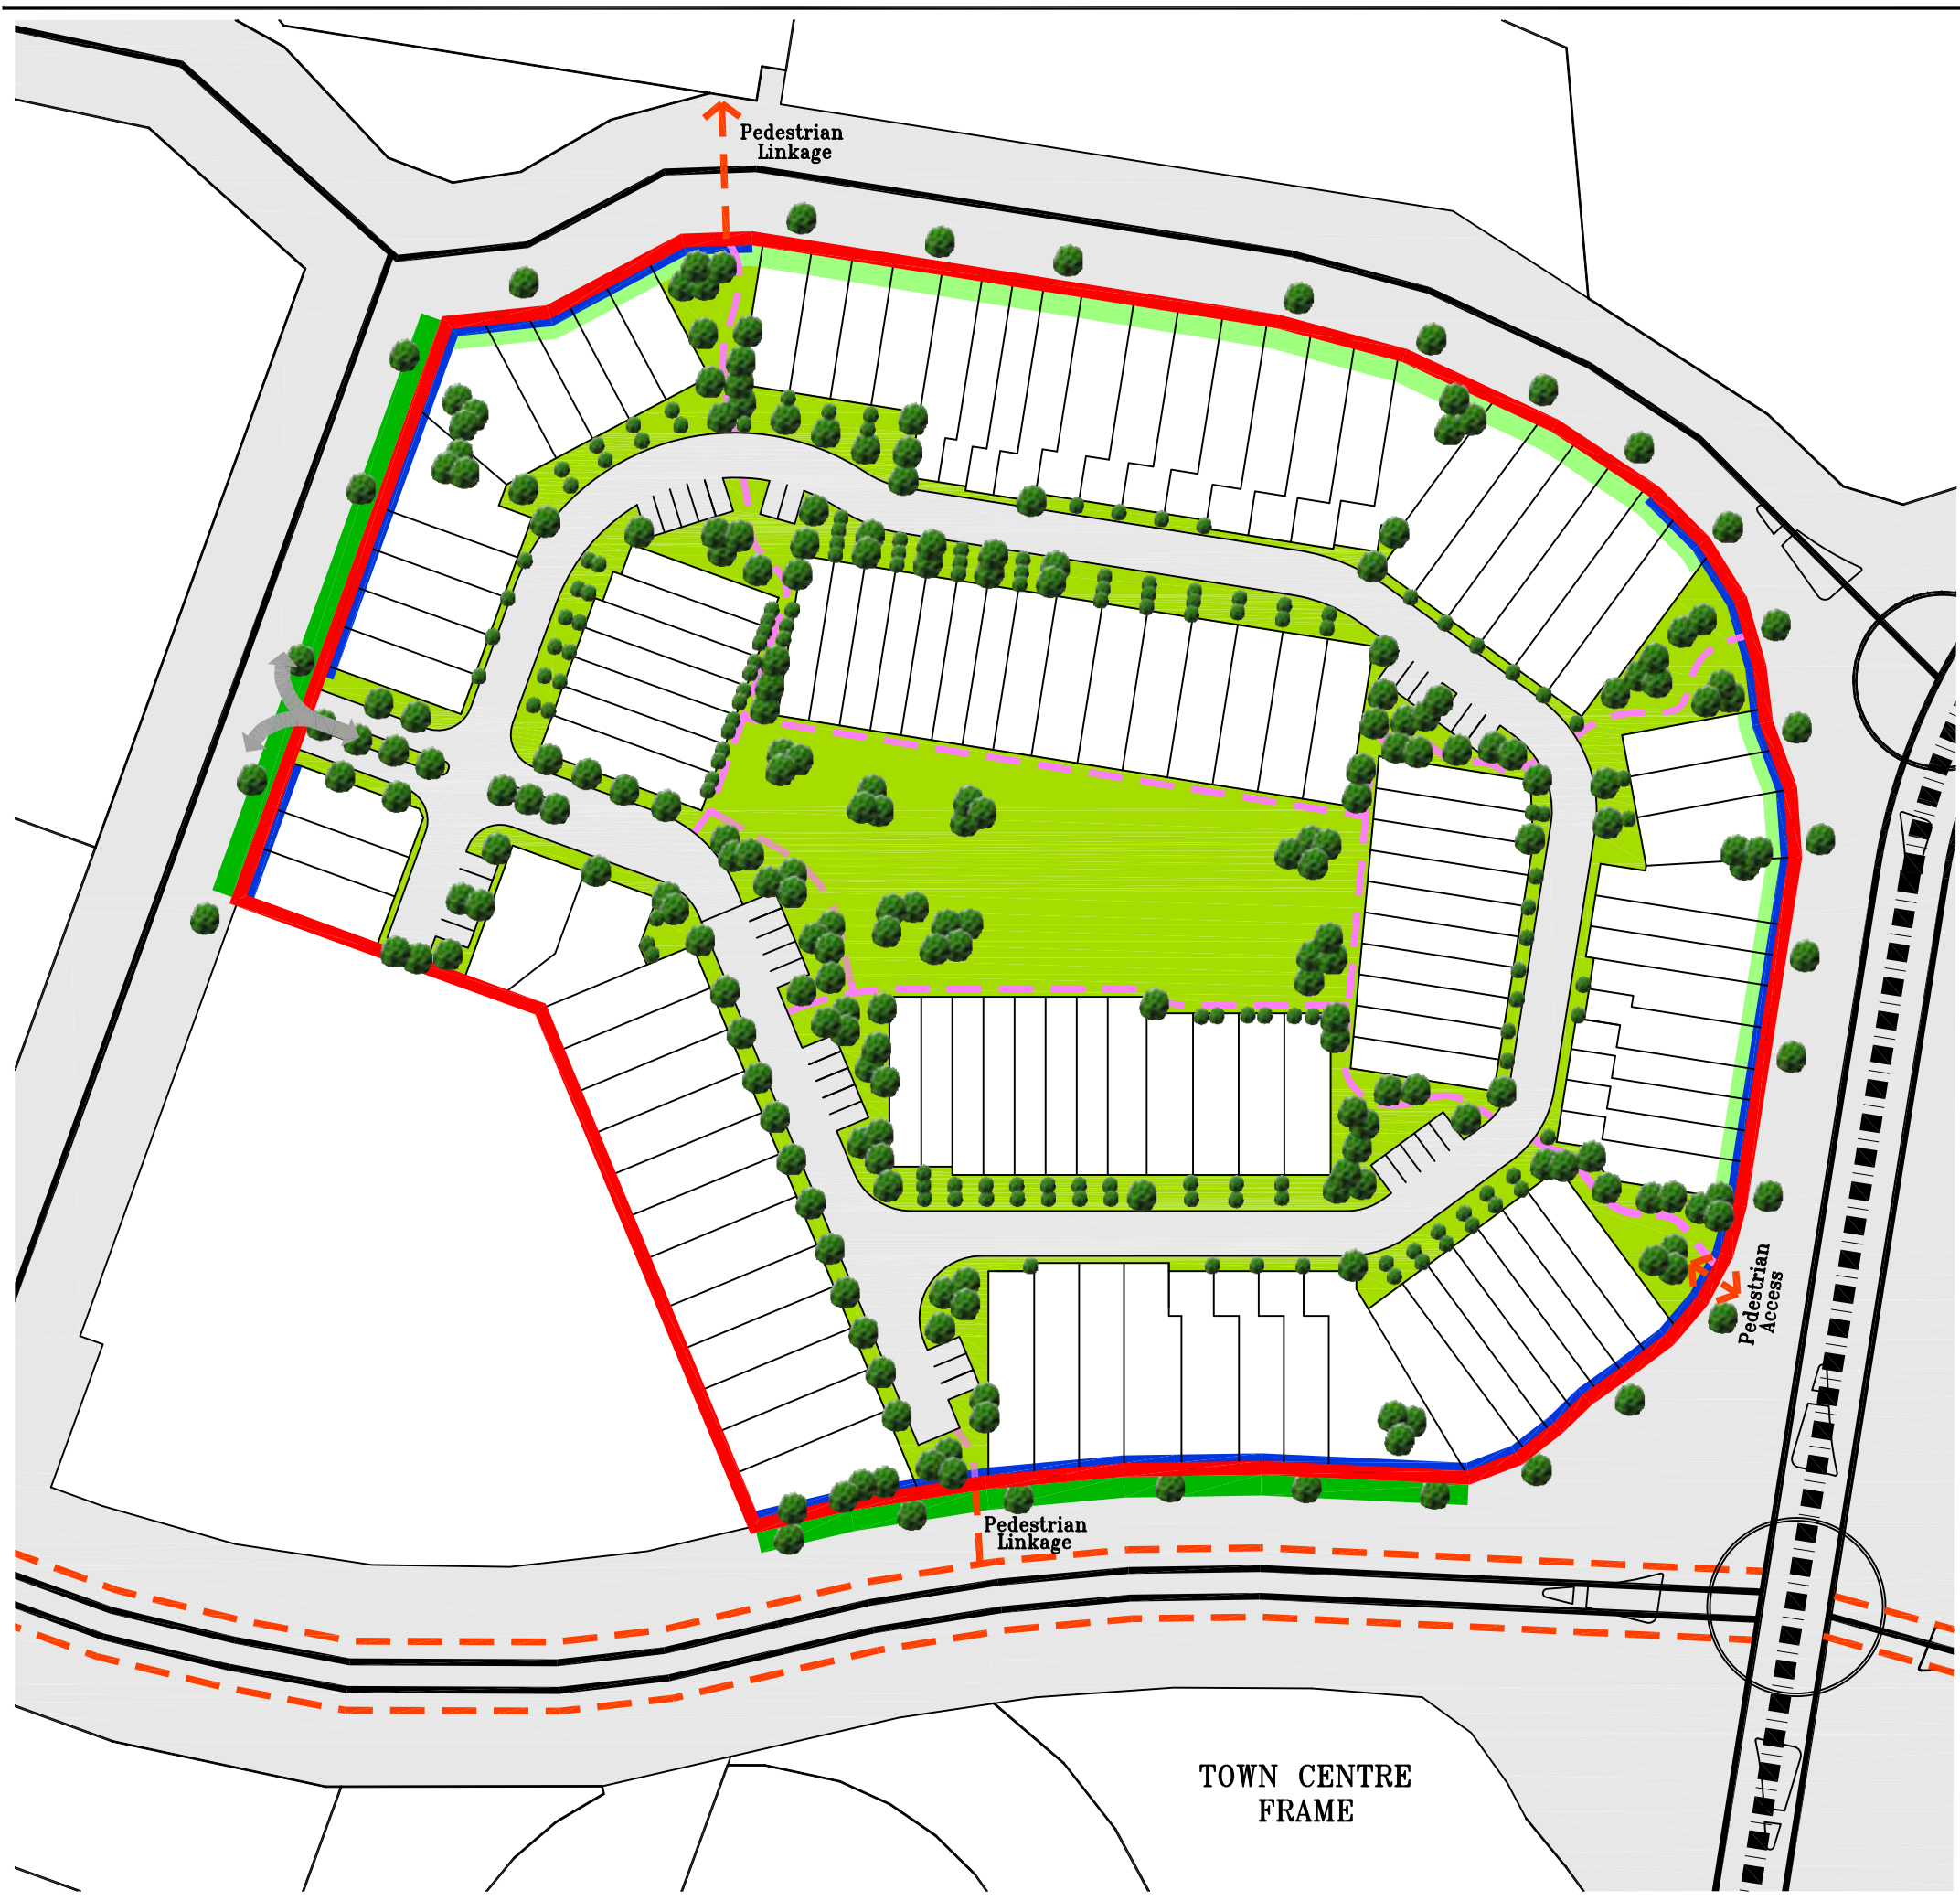 Pedestrian
Linkage
Pedestrian
Access
Pedestrian
Linkage
TOWN CENTRE
FRAME